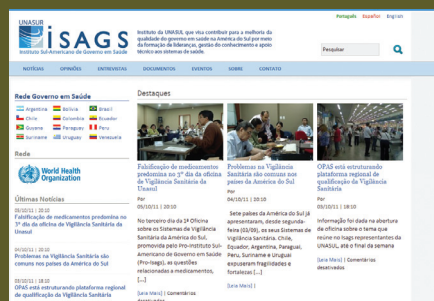 Português Español English
UNASUR
ISAGS
Instituto Sul-Americano de Governo em Saúde
Instituto da UNASUL que visa contribuir para a melhoria da
qualidade do governo em saúde na América do Sul por meio
da formação de lideranças, gestão do conhecimento e apoio
técnico aos sistemas de saúde.
Pesquisar
NOTÍCIAS OPINIÕES ENTREVISTAS DOCUMENTOS EVENTOS SOBRE CONTATO
Rede Governo em Saúde
Argentina Bolivia Brasil
Chile Colombia Ecuador
Guyana Paraguay Peru
Suriname Uruguay Venezuela
Rede
World Health
Organization
Últimas Notícias
05/10/11 | 20:10
Falsificação de medicamentos predomina no
3º dia da oficina de Vigilância Sanitária da
Unasul
04/10/11 | 20:10
Problemas na Vigilância Sanitária são
comuns nos países da América do Sul
03/10/11 | 18:10
OPAS está estruturando plataforma regional
de qualificação da Vigilância Sanitária
Destaques
Falsificação de medicamentos
predomina no 3º dia da oficina
de Vigilância Sanitária da
Unasul
Por
05/10/11 | 20:10
No terceiro dia da 1ª Oficina
sobre os Sistemas de Vigilância
Sanitária da América do Sul,
promovida pelo Pro-Instituto Sul-
Americano de Governo em Saúde
(Pro-Isags), as questões
relacionadas a medicamentos,
[...]
[Leia Mais] | Comentários
desativados
Problemas na Vigilância
Sanitária são comuns nos
países da América do Sul
Por
04/10/11 | 20:10
Sete países da América do Sul já
apresentaram, desde segunda-
feira (03/09), as seus Sistemas de
Vigilância Sanitária. Chile,
Equador, Argentina, Paraguai,
Peru, Suriname e Uruguai
expuseram fragilidades e
fortalezas [...]
[Leia Mais] |
OPAS está estruturando
plataforma regional de
qualificação da Vigilância
Sanitária
Por
03/10/11 | 18:10
Informação foi dada na abertura
da oficina sobre o tema que
reúne no Isags representantes do
UNASUL, até o final da semana
[Leia Mais] | Comentários
desativados